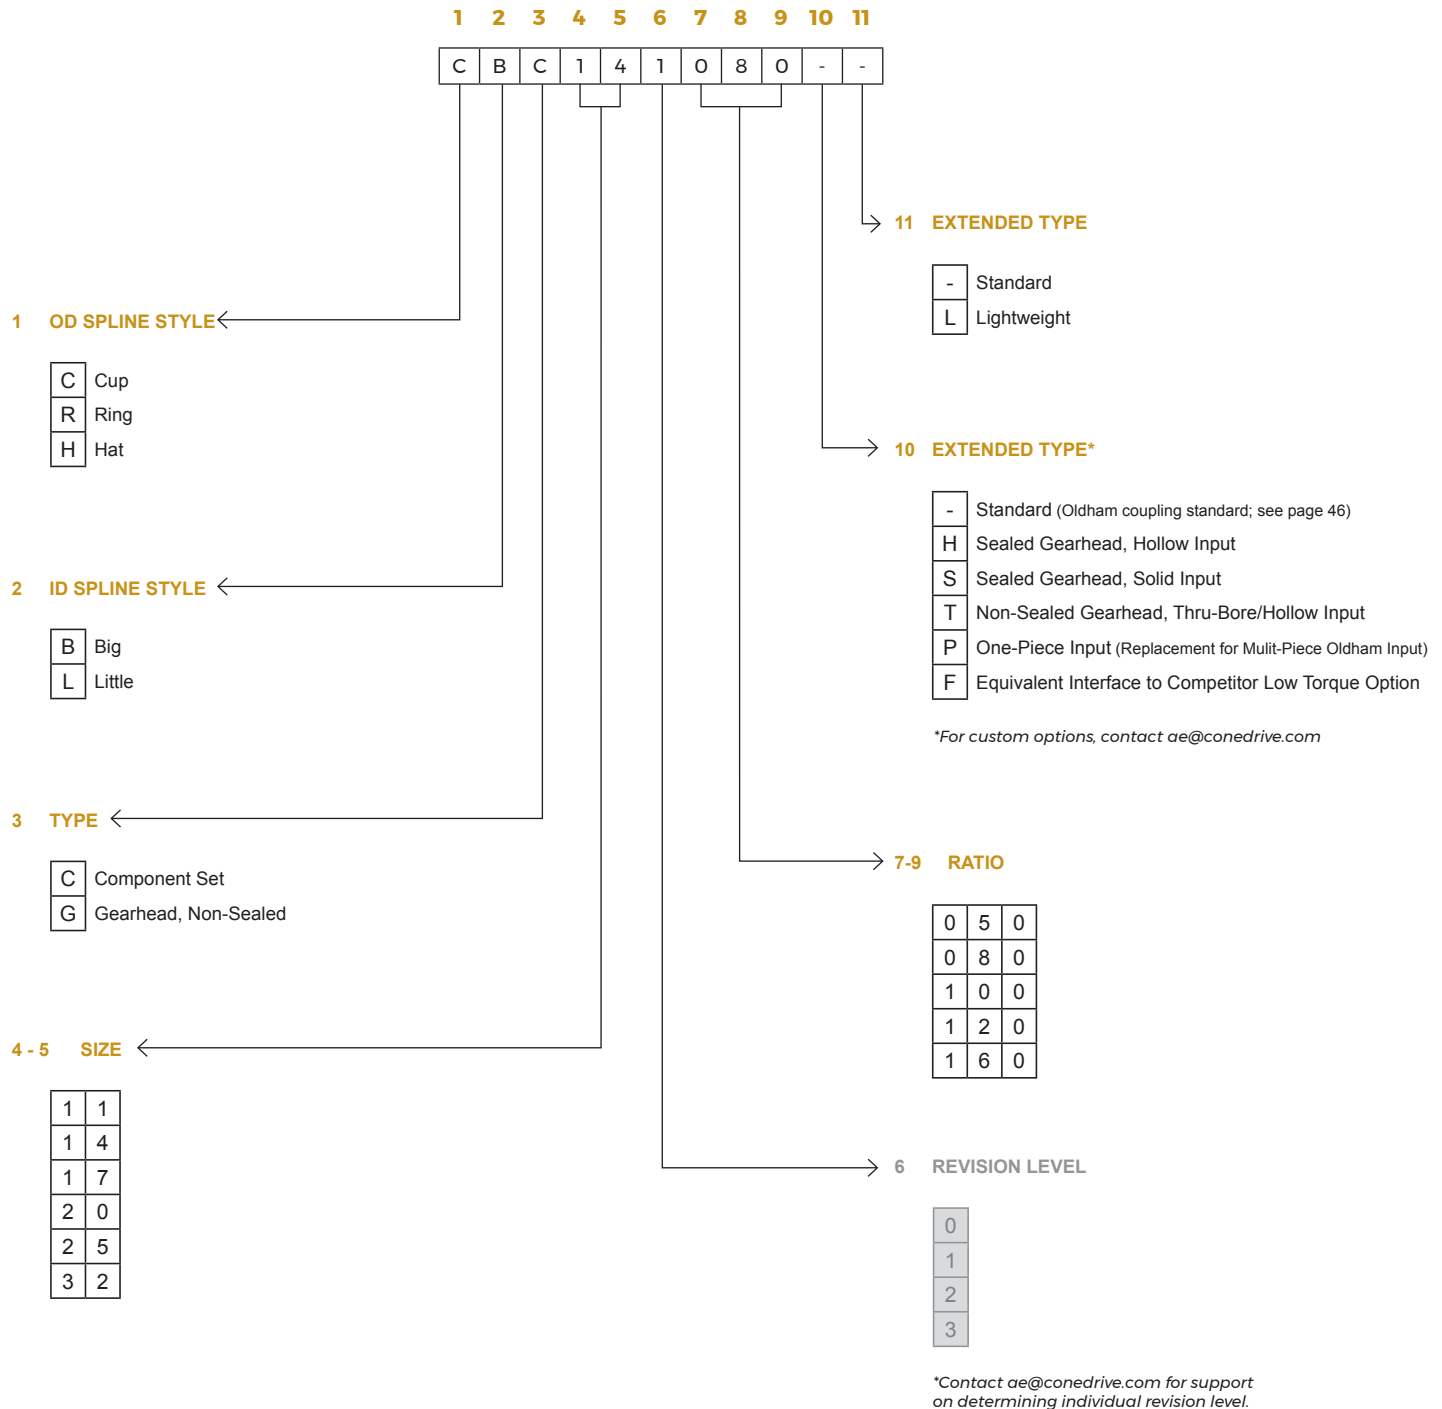 1 2 3 4 5 6 7 8 9 10 11
C B C 1 4 1 0 8 0 - -
1 OD SPLINE STYLE
C Cup
R Ring
H Hat
2 ID SPLINE STYLE
B Big
L Little
3 TYPE
C Component Set
G Gearhead, Non-Sealed
4 - 5 SIZE
1 1
1 4
1 7
2 0
2 5
3 2
11 EXTENDED TYPE
- Standard
L Lightweight
10 EXTENDED TYPE*
- Standard (Oldham coupling standard; see page 46)
H Sealed Gearhead, Hollow Input
S Sealed Gearhead, Solid Input
T Non-Sealed Gearhead, Thru-Bore/Hollow Input
P One-Piece Input (Replacement for Mulit-Piece Oldham Input)
F Equivalent Interface to Competitor Low Torque Option
*For custom options, contact ae@conedrive.com
7-9 RATIO
0 5 0
0 8 0
1 0 0
1 2 0
1 6 0
6 REVISION LEVEL
0
1
2
3
*Contact ae@conedrive.com for support
on determining individual revision level.